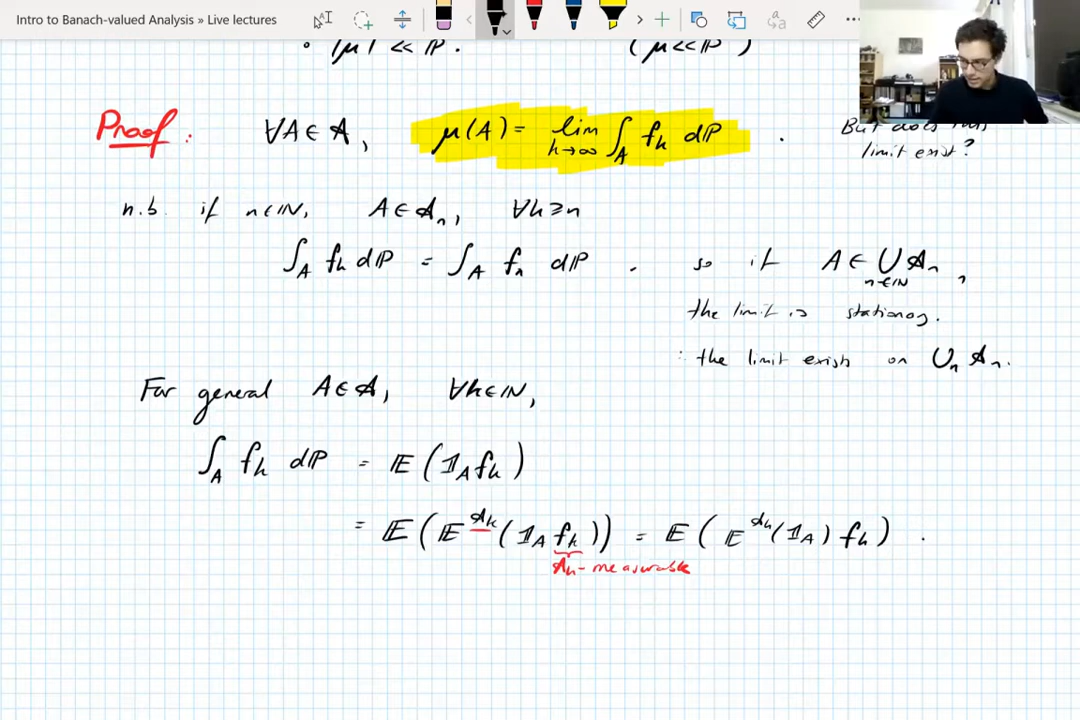 Intro to Banach-valued Analysis » Live lectures
• |μ| << ℙ. (μ << ℙ)
Proof: ∀A ∈ 𝒜, μ(A) = lim_{k→∞} ∫_A f_k dℙ . But does this
limit exist?
n.b. if n ∈ ℕ, A ∈ 𝒜_n, ∀k ≥ n
∫_A f_k dℙ = ∫_A f_n dℙ . so if A ∈ ⋃_{n∈ℕ} 𝒜_n ,
the limit is stationary.
∴ the limit exist on ⋃_n 𝒜_n.
For general A ∈ 𝒜, ∀k ∈ ℕ,
∫_A f_k dℙ = 𝔼(𝟙_A f_k)
= 𝔼(𝔼^{𝒜_k}(𝟙_A f_k)) = 𝔼(𝔼^{𝒜_k}(𝟙_A) f_k) .
𝒜_k-measurable